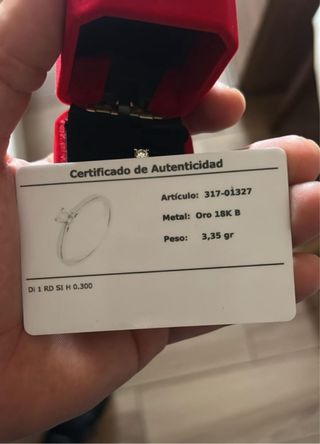 Certificado de Autenticidad
Artículo: 317-01327
Metal: Oro 18K B
Peso: 3,35 gr
Di 1 RD SI H 0.300